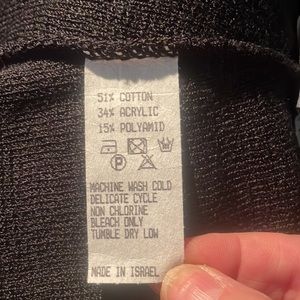 51% COTTON
34% ACRYLIC
15% POLYAMID
P
MACHINE WASH COLD
DELICATE CYCLE
NON CHLORINE
BLEACH ONLY
TUMBLE DRY LOW
MADE IN ISRAEL